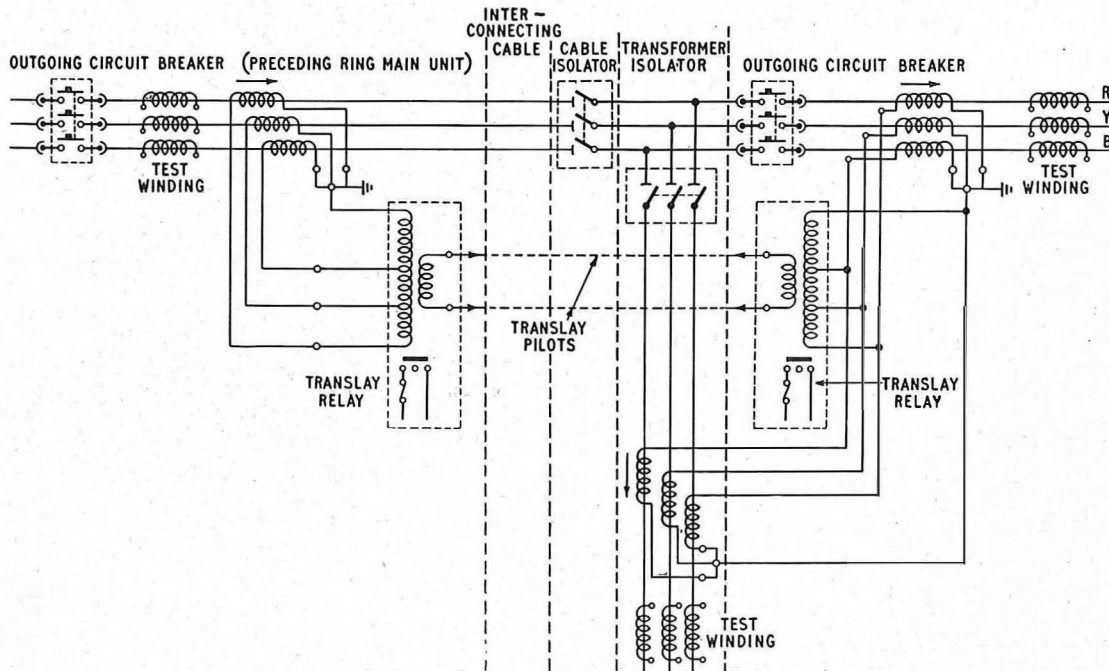 INTER –
CONNECTING
CABLE
CABLE
ISOLATOR
TRANSFORMER
ISOLATOR
OUTGOING CIRCUIT BREAKER (PRECEDING RING MAIN UNIT)
OUTGOING CIRCUIT BREAKER
R
Y
B
TEST
WINDING
TEST
WINDING
TRANSLAY
PILOTS
TRANSLAY
RELAY
TRANSLAY
RELAY
TEST
WINDING